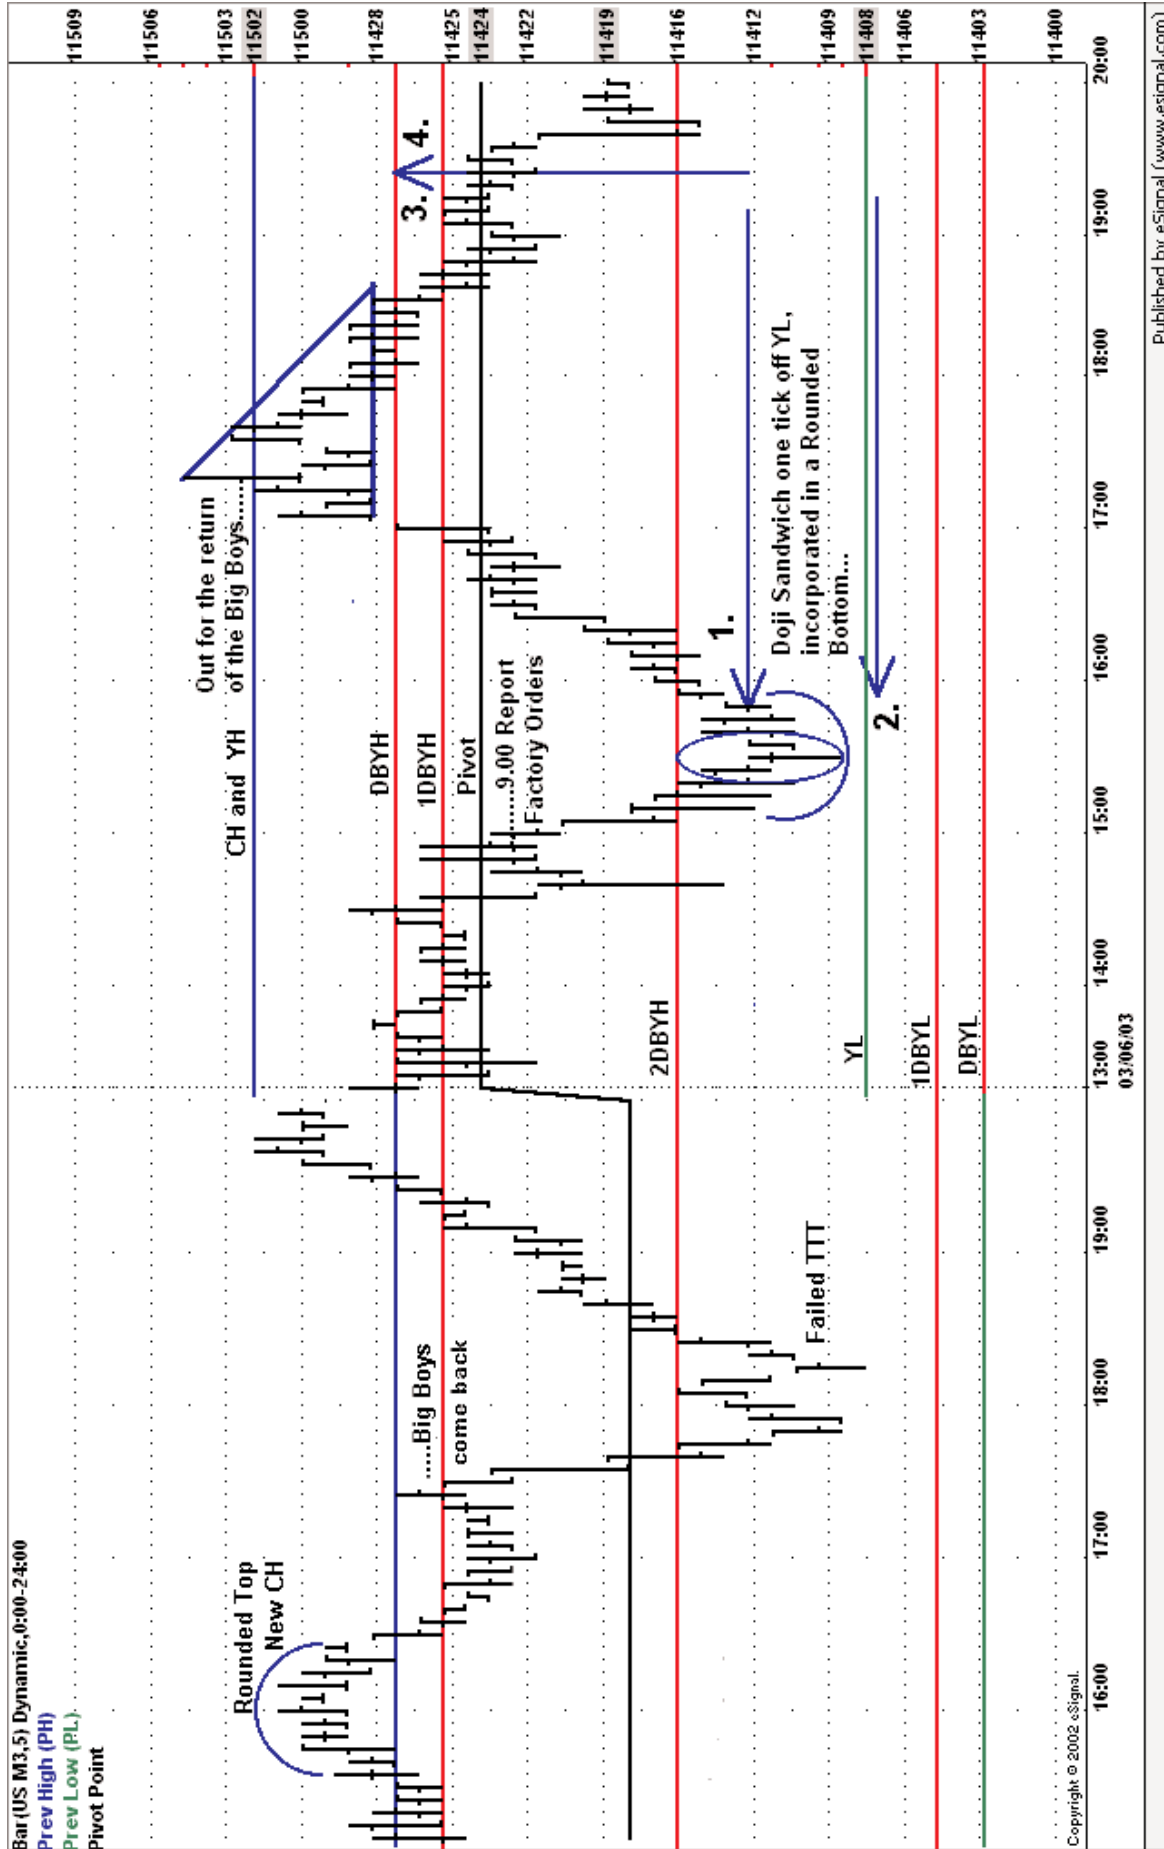 Bar(US M3,5) Dynamic,0:00-24:00
Prev High (PH)
Prev Low (PL)
Pivot Point
Rounded Top
New CH
.....Big Boys
come back
Failed TTT
CH and YH
Out for the return
of the Big Boys......
DBYH
1DBYH
Pivot
.......9.00 Report
Factory Orders
2DBYH
YL
1DBYL
DBYL
1.
2.
3.
4.
Doji Sandwich one tick off YL,
incorporated in a Rounded
Bottom...
11509
11506
11503
11502
11500
11428
11425
11424
11422
11419
11416
11412
11409
11408
11406
11403
11400
16:00
17:00
18:00
19:00
13:00
14:00
15:00
16:00
17:00
18:00
19:00
20:00
03/06/03
Copyright © 2002 eSignal.
Published by eSignal (www.esignal.com)